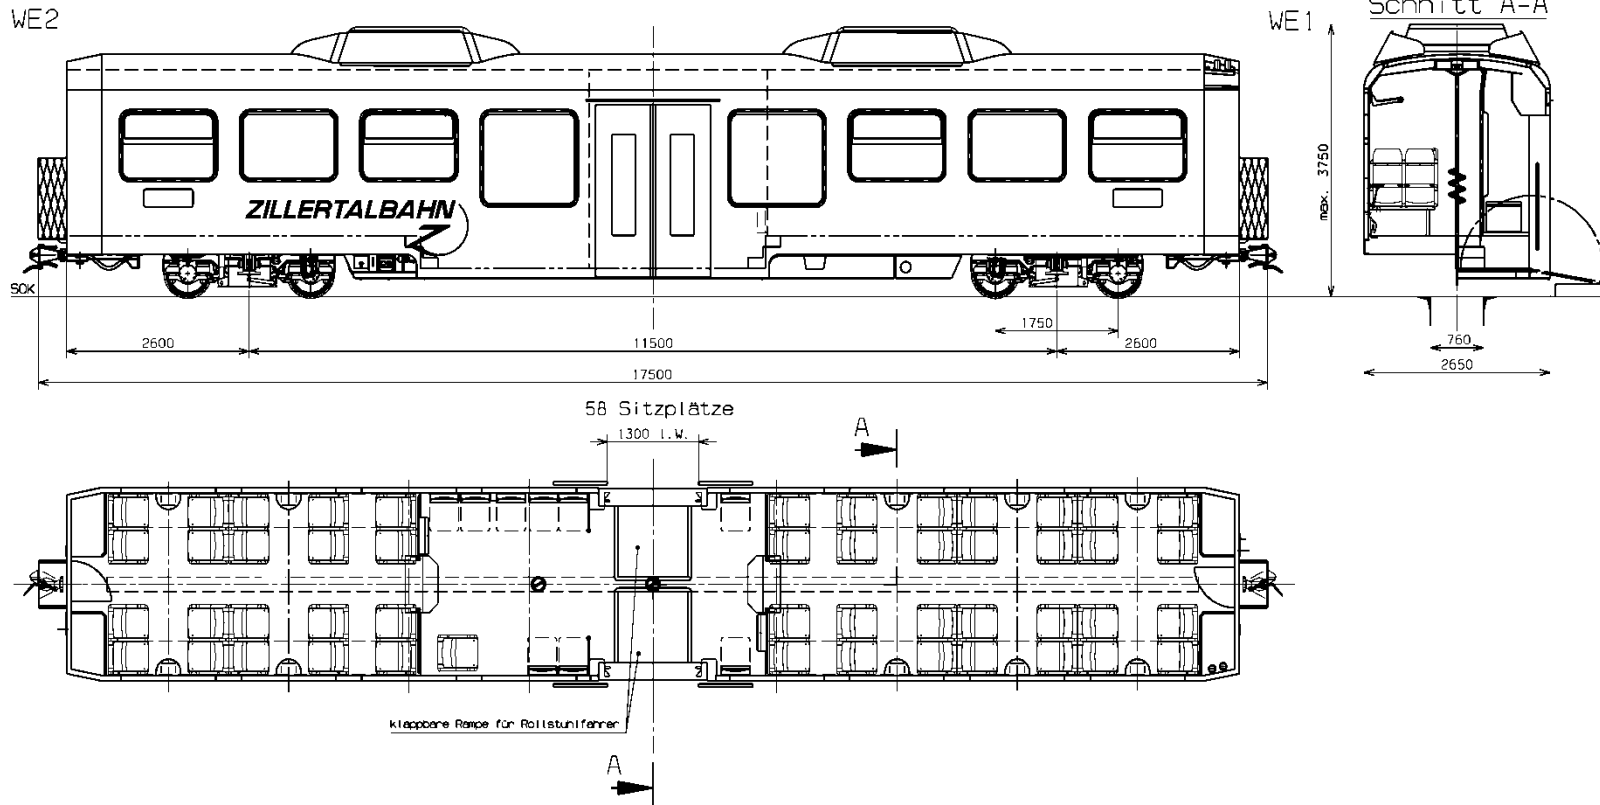 WE2
WE1
Schnitt A-A
max. 3750
ZILLERTALBAHN
Z
SOK
1750
2600
11500
2600
17500
760
2650
58 Sitzplätze
1300 l.W.
A
klappbare Rampe für Rollstuhlfahrer
A